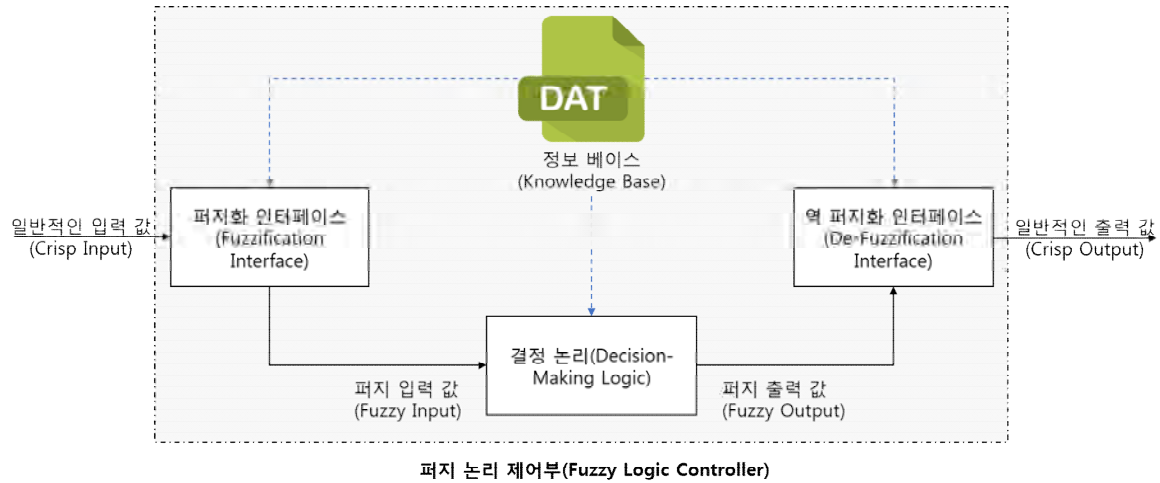 DAT
정보 베이스
(Knowledge Base)
퍼지화 인터페이스
(Fuzzification
Interface)
역 퍼지화 인터페이스
(De-Fuzzification
Interface)
일반적인 입력 값
(Crisp Input)
일반적인 출력 값
(Crisp Output)
결정 논리(Decision-
Making Logic)
퍼지 입력 값
(Fuzzy Input)
퍼지 출력 값
(Fuzzy Output)
퍼지 논리 제어부(Fuzzy Logic Controller)